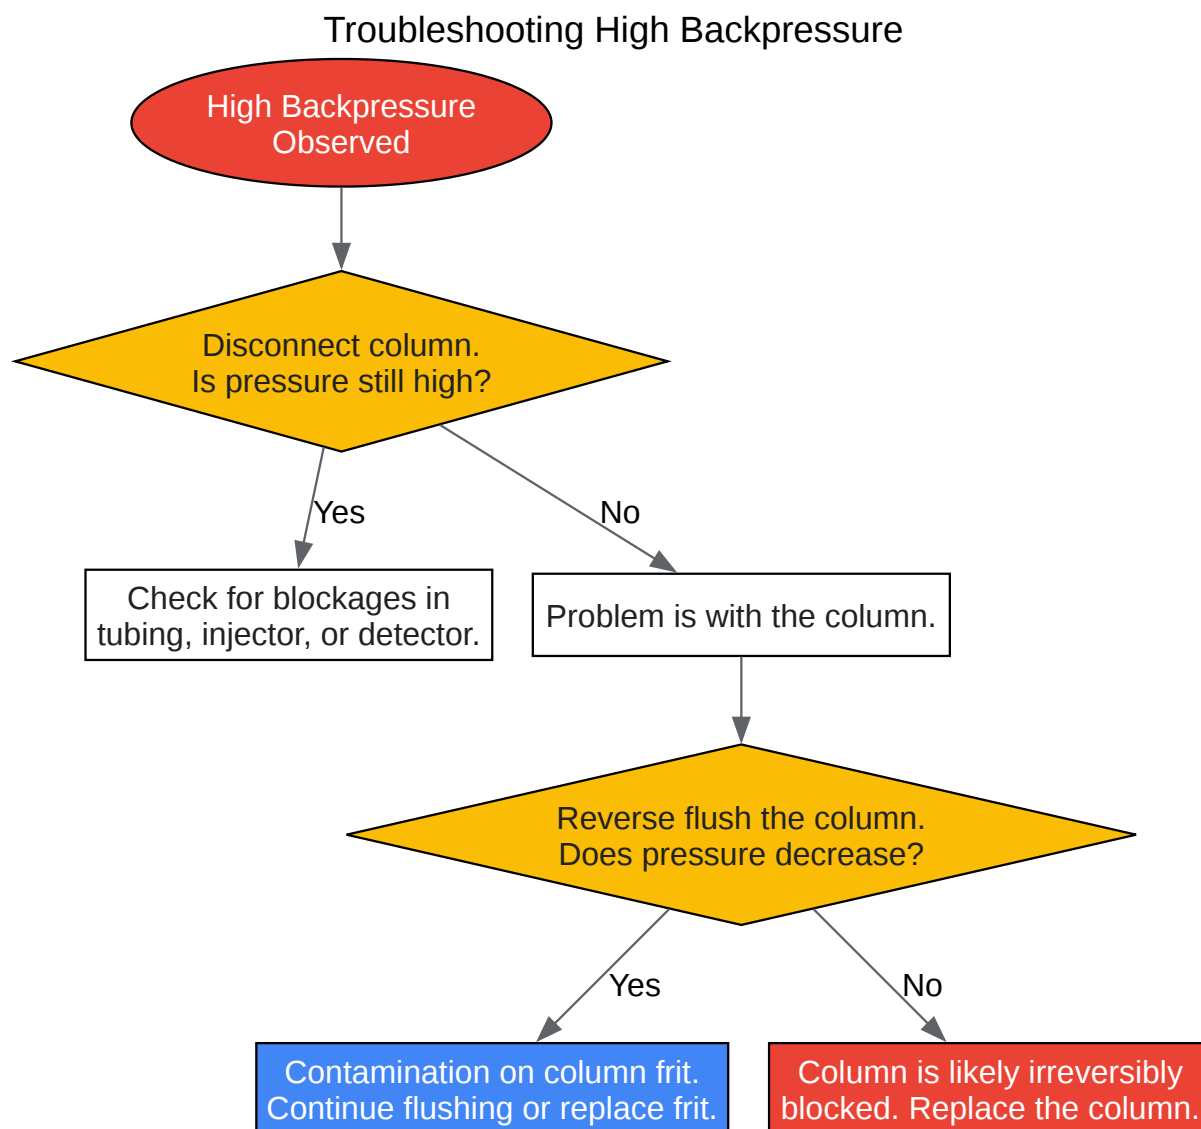 Troubleshooting High Backpressure
High Backpressure
Observed
Disconnect column.
Is pressure still high?
Yes
No
Check for blockages in
tubing, injector, or detector.
Problem is with the column.
Reverse flush the column.
Does pressure decrease?
Yes
No
Contamination on column frit.
Continue flushing or replace frit.
Column is likely irreversibly
blocked. Replace the column.